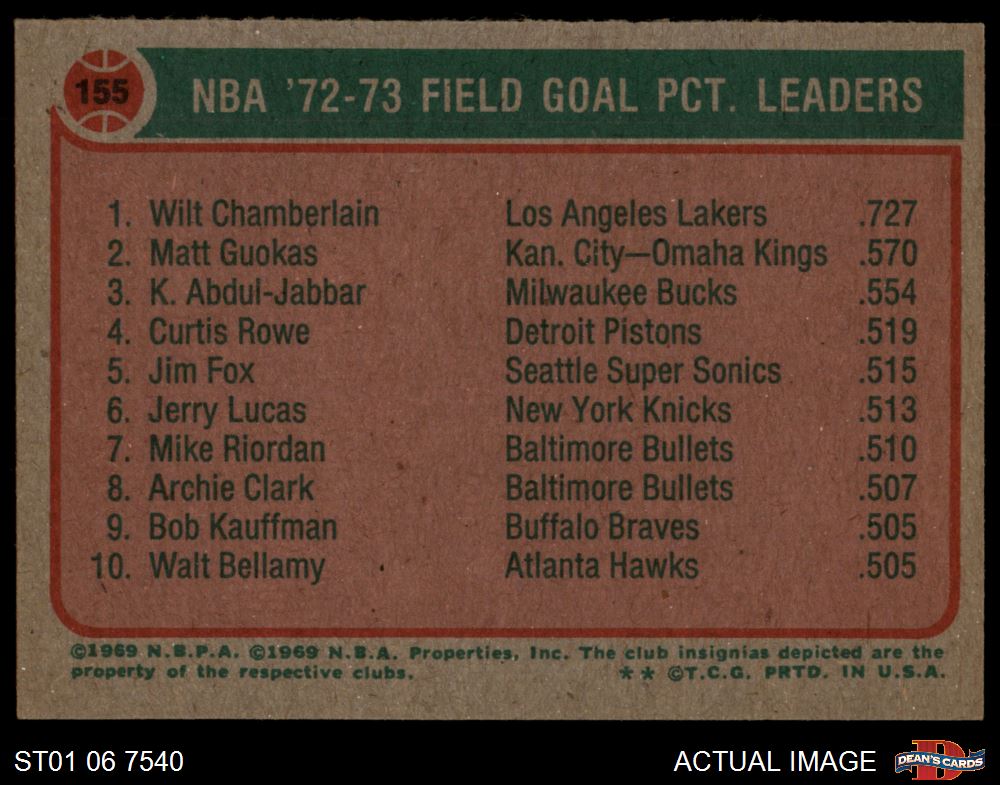 155
NBA '72-73 FIELD GOAL PCT. LEADERS
1. Wilt Chamberlain Los Angeles Lakers .727
2. Matt Guokas Kan. City—Omaha Kings .570
3. K. Abdul-Jabbar Milwaukee Bucks .554
4. Curtis Rowe Detroit Pistons .519
5. Jim Fox Seattle Super Sonics .515
6. Jerry Lucas New York Knicks .513
7. Mike Riordan Baltimore Bullets .510
8. Archie Clark Baltimore Bullets .507
9. Bob Kauffman Buffalo Braves .505
10. Walt Bellamy Atlanta Hawks .505
©1969 N.B.P.A. ©1969 N.B.A. Properties, Inc. The club insignias depicted are the
property of the respective clubs. ** ©T.C.G. PRTD. IN U.S.A.
ST01 06 7540 ACTUAL IMAGE D DEAN'S CARDS